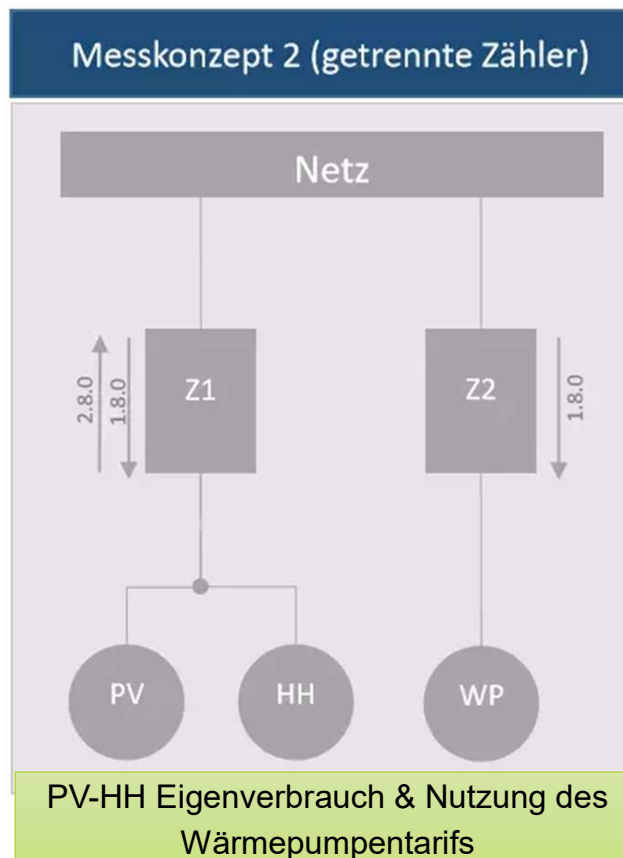 Messkonzept 2 (getrennte Zähler)
Netz
2.8.0
1.8.0
Z1
Z2
1.8.0
PV
HH
WP
PV-HH Eigenverbrauch & Nutzung des
Wärmepumpentarifs